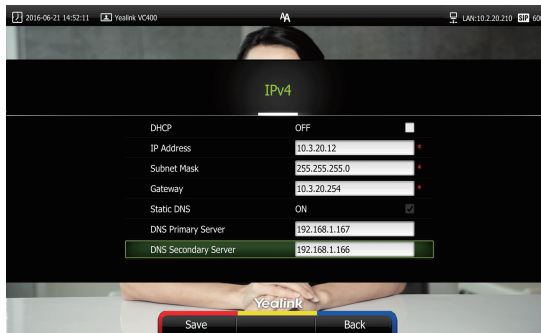 2016-06-21 14:52:11 Yealink VC400 LAN:10.2.20.210 SIP
IPv4
DHCP OFF
IP Address 10.3.20.12 *
Subnet Mask 255.255.255.0 *
Gateway 10.3.20.254 *
Static DNS ON
DNS Primary Server 192.168.1.167
DNS Secondary Server 192.168.1.166
Yealink
Save Back